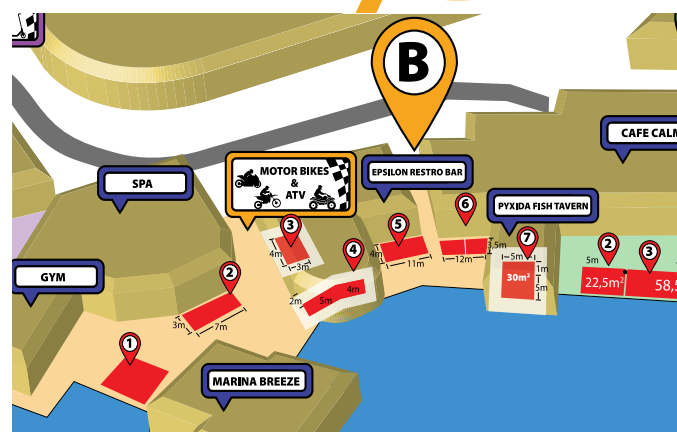 B
CAFE CALM
MOTOR BIKES
&
ATV
EPSILON RESTRO BAR
SPA
PYXIDA FISH TAVERN
GYM
MARINA BREEZE
1
2
3m
7m
3
4m
3m
4
2m
5m
4m
5
4m
11m
6
3,5m
12m
7
5m
30m²
1m
5m
2
5m
22,5m²
3
58,5